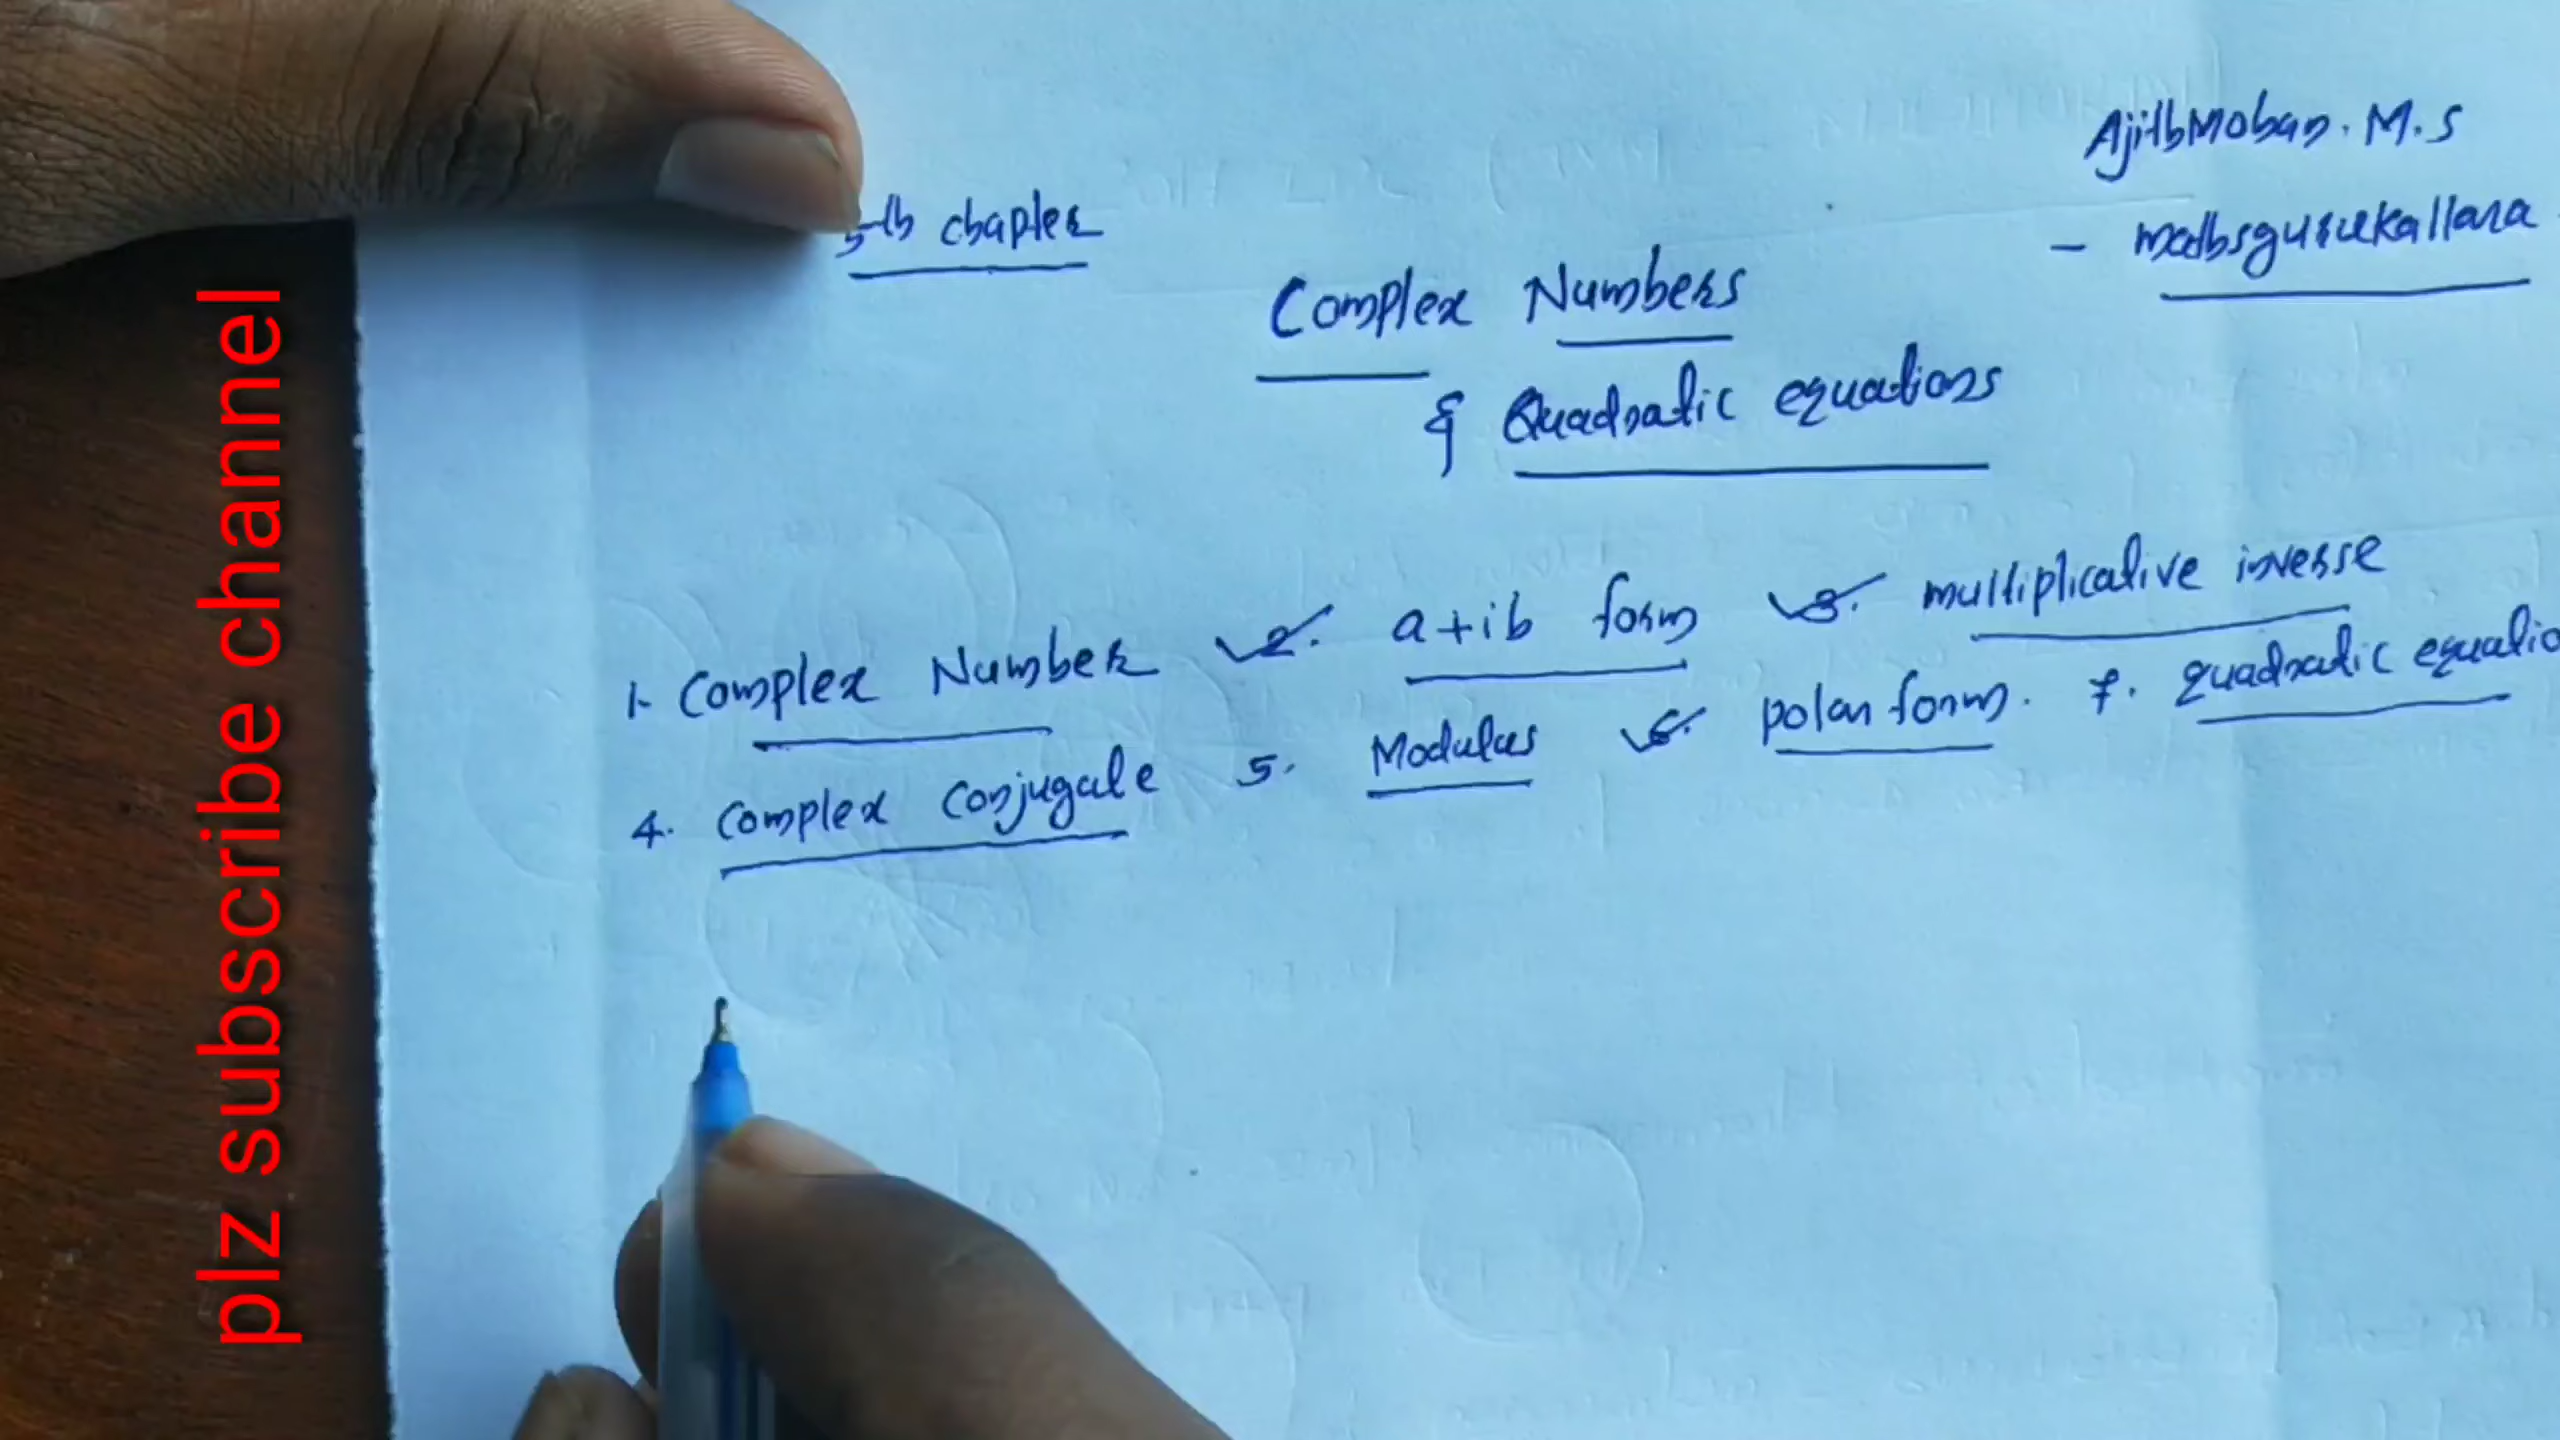 AjithMohan. M.S
5th chapter
- mathsgurukallara
Complex Numbers
& Quadratic equations
1. Complex Number 2. a+ib form 3. multiplicative inverse
4. Complex Conjugate 5. Modulus 6. polar form. 7. quadratic equatio
plz subscribe channel